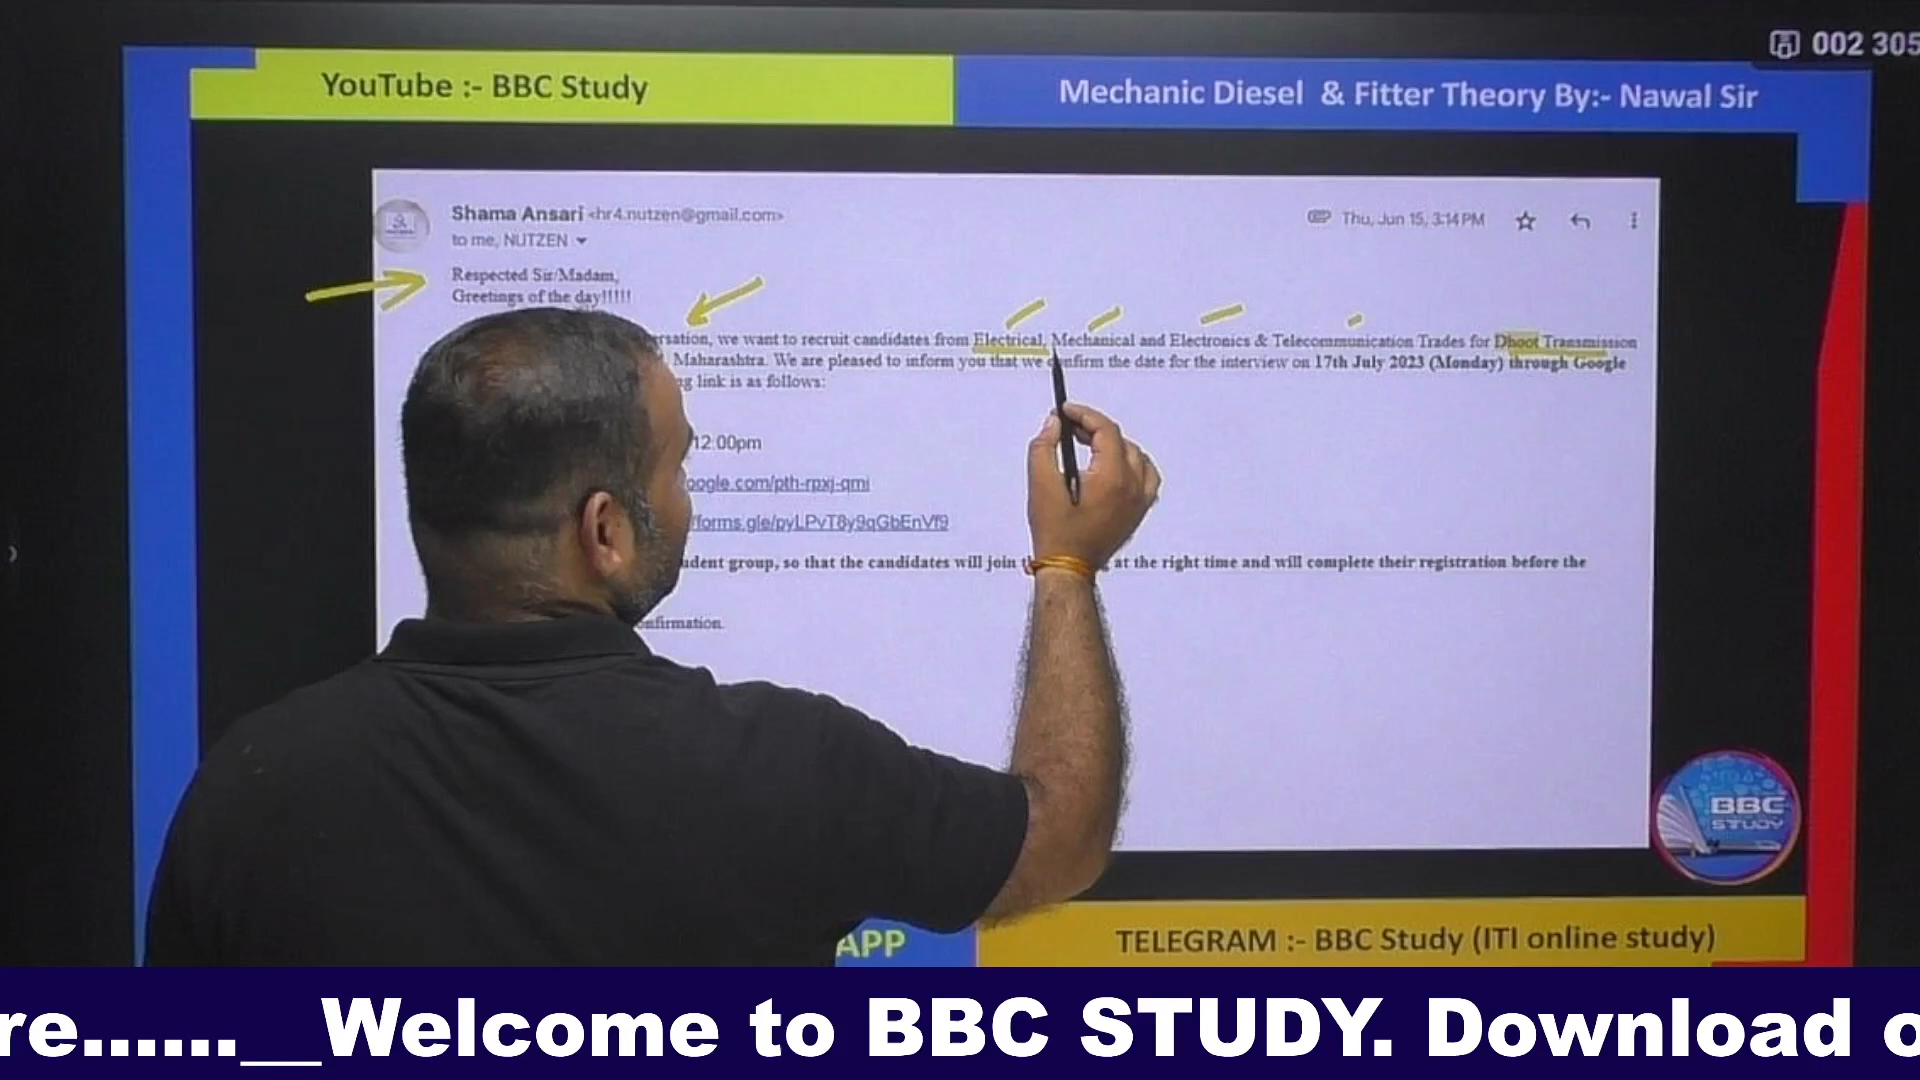 002 305
YouTube :- BBC Study
Mechanic Diesel & Fitter Theory By:- Nawal Sir
Shama Ansari <hr4.nutzen@gmail.com>
Thu, Jun 15, 3:14 PM
to me, NUTZEN
Respected Sir/Madam,
Greetings of the day!!!!!
ersation, we want to recruit candidates from Electrical, Mechanical and Electronics & Telecommunication Trades for Dhoot Transmission
Maharashtra. We are pleased to inform you that we confirm the date for the interview on 17th July 2023 (Monday) through Google
ng link is as follows:
12:00pm
oogle.com/pth-rpxj-qmi
/forms.gle/pyLPvT8y9qGbEnVf9
udent group, so that the candidates will join at the right time and will complete their registration before the
onfirmation.
BBC
STUDY
APP
TELEGRAM :- BBC Study (ITI online study)
re......__Welcome to BBC STUDY. Download o